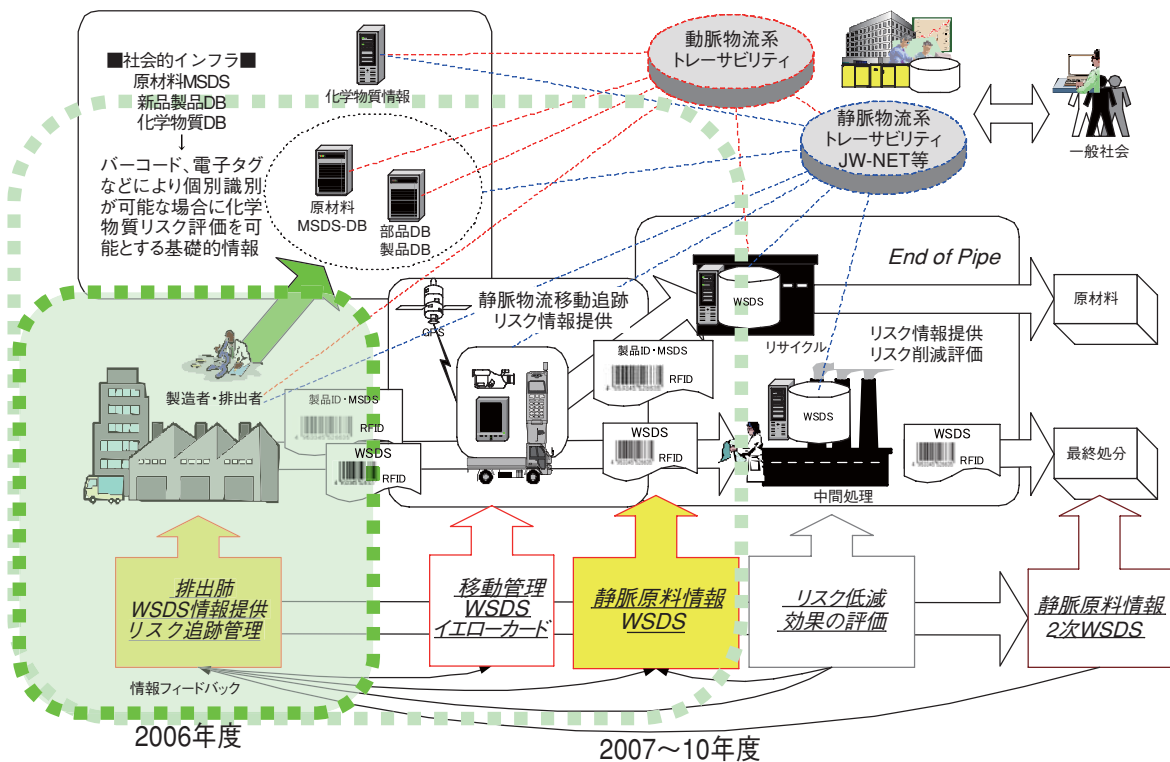 ■社会的インフラ■
原材料MSDS
新品製品DB
化学物質DB
↓
バーコード、電子タグ
などにより個別識別
が可能な場合に化学
物質リスク評価を可
能とする基礎的情報
化学物質情報
原材料
MSDS-DB
部品DB
製品DB
動脈物流系
トレーサビリティ
静脈物流系
トレーサビリティ
JW-NET等
一般社会
End of Pipe
GPS
静脈物流移動追跡
リスク情報提供
WSDS
リサイクル
原材料
リスク情報提供
リスク削減評価
製造者・排出者
製品ID・MSDS
RFID
WSDS
RFID
製品ID・MSDS
RFID
WSDS
RFID
WSDS
中間処理
WSDS
RFID
最終処分
排出肺
WSDS情報提供
リスク追跡管理
移動管理
WSDS
イエローカード
静脈原料情報
WSDS
リスク低減
効果の評価
静脈原料情報
2次WSDS
情報フィードバック
2006年度
2007～10年度